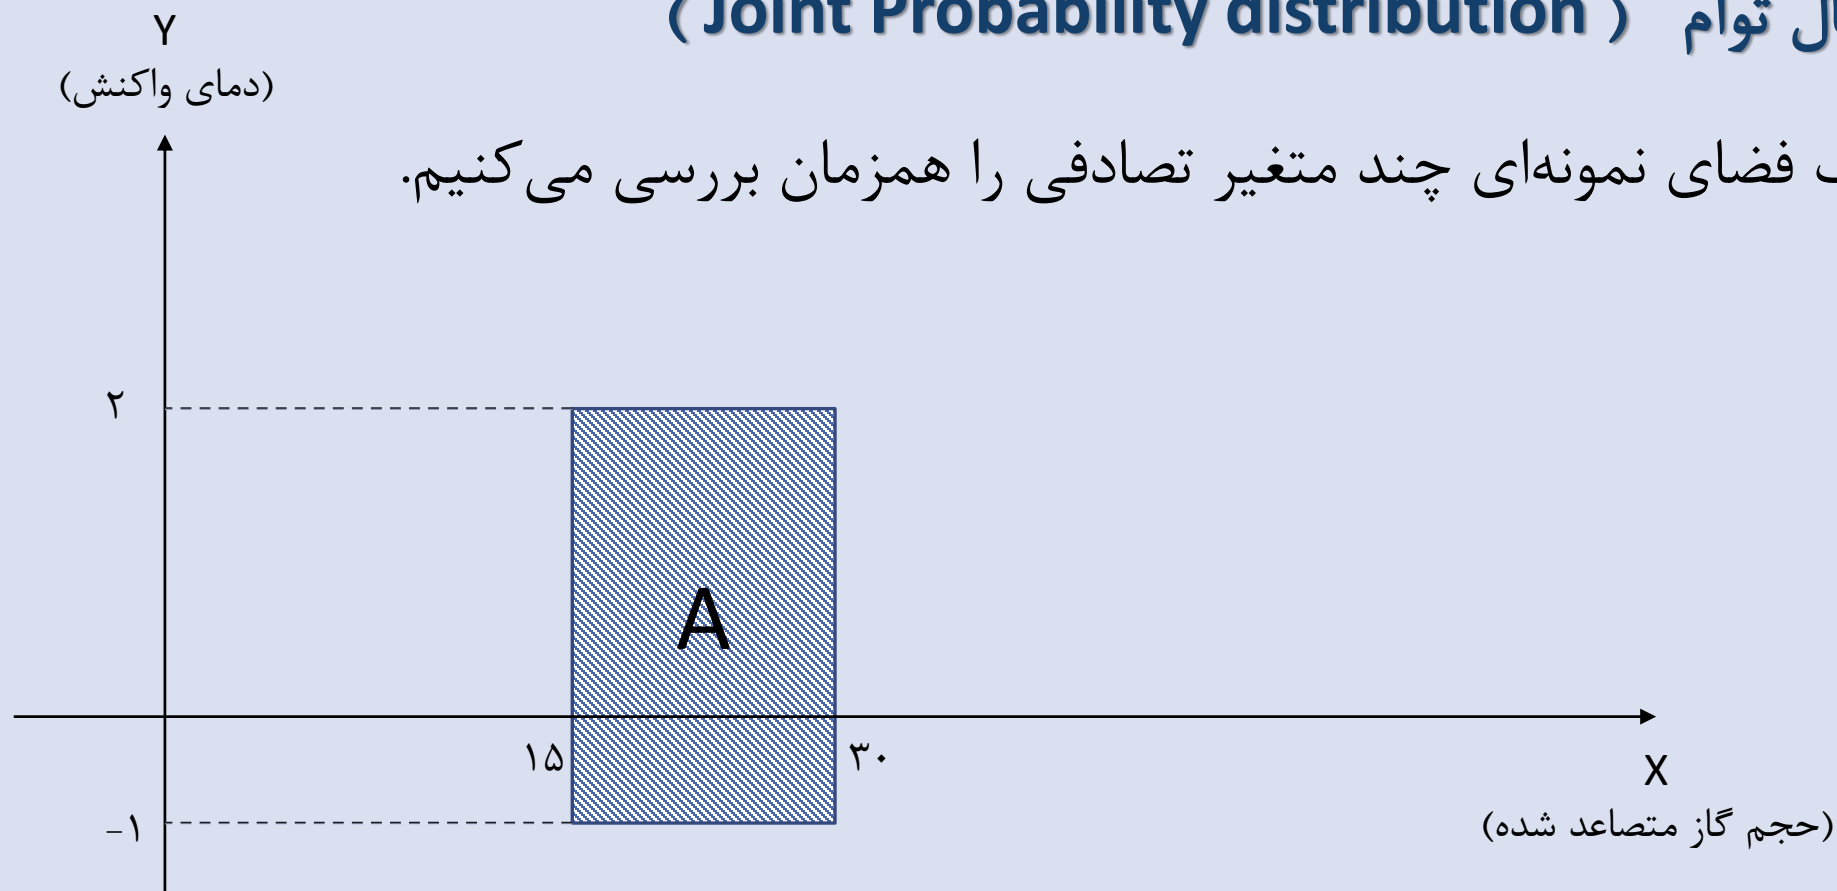 توام ( Joint Probability distribution )
Y
(دمای واکنش)
فضای نمونه‌ای چند متغیر تصادفی را همزمان بررسی می‌کنیم.
۲
A
۱۵
۳۰
X
−۱
(حجم گاز متصاعد شده)